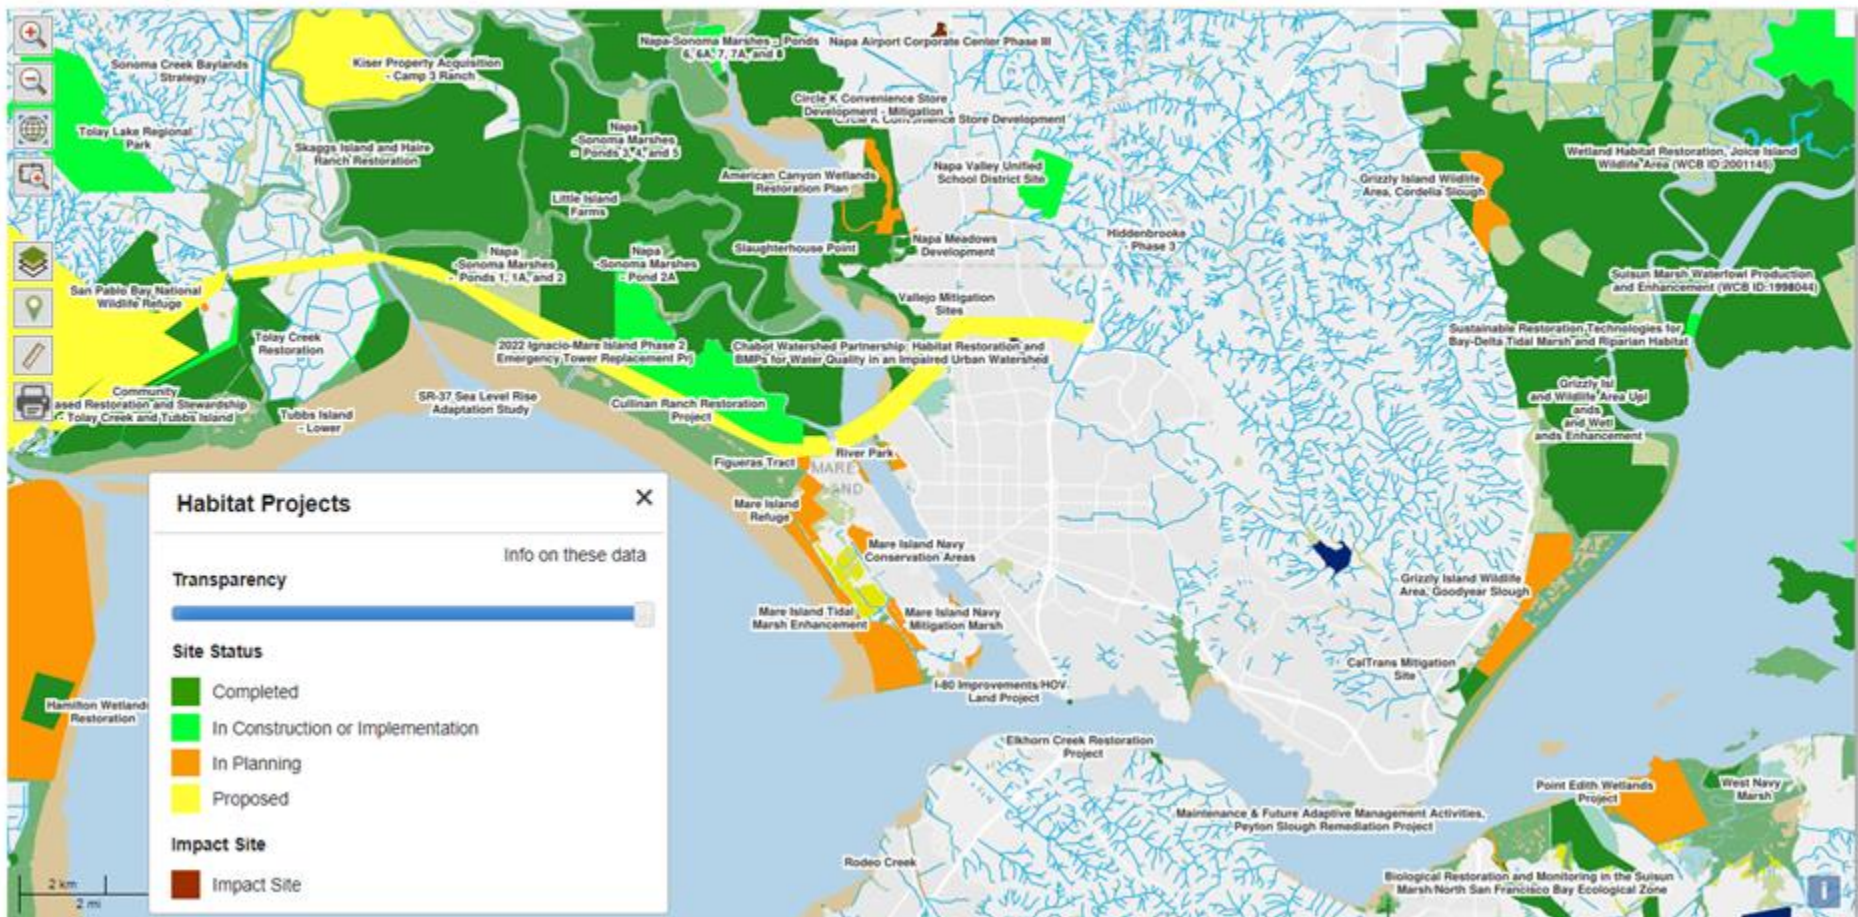 Sonoma Creek Baylands
Strategy
Kiser Property Acquisition
- Camp 3 Ranch
Napa-Sonoma Marshes - Ponds
6, 6A, 7, 7A, and 8
Napa Airport Corporate Center Phase III
Circle K Convenience Store
Development - Mitigation
Circle K Convenience Store Development
Tolay Lake Regional
Park
Skaggs Island and Haire
Ranch Restoration
Napa
-Sonoma Marshes
- Ponds 3, 4, and 5
American Canyon Wetlands
Restoration Plan
Napa Valley Unified
School District Site
Grizzly Island Wildlife
Area, Cordelia Slough
Wetland Habitat Restoration, Joice Island
Wildlife Area (WCB ID:2001145)
Little Island
Farms
Slaughterhouse Point
Napa Meadows
Development
Hiddenbrooke
- Phase 3
Napa
-Sonoma Marshes
- Ponds 1, 1A, and 2
Napa
-Sonoma Marshes
- Pond 2A
San Pablo Bay National
Wildlife Refuge
Suisun Marsh Waterfowl Production
and Enhancement (WCB ID:1998044)
Vallejo Mitigation
Sites
Tolay Creek
Restoration
2022 Ignacio-Mare Island Phase 2
Emergency Tower Replacement Prj
Chabot Watershed Partnership: Habitat Restoration and
BMPs for Water Quality in an Impaired Urban Watershed
Sustainable Restoration Technologies for
Bay-Delta Tidal Marsh and Riparian Habitat
Community
ased Restoration and Stewardship
- Tolay Creek and Tubbs Island
Tubbs Island
- Lower
SR-37 Sea Level Rise
Adaptation Study
Cullinan Ranch Restoration
Project
Grizzly Isl
and Wildlife Area Upl
ands
and Wetl
ands Enhancement
Figueras Tract
River Park
MARE
AND
Mare Island
Refuge
Mare Island Navy
Conservation Areas
Mare Island Tidal
Marsh Enhancement
Mare Island Navy
Mitigation Marsh
Grizzly Island Wildlife
Area, Goodyear Slough
CalTrans Mitigation
Site
I-80 Improvements/HOV
Land Project
Hamilton Wetland
Restoration
Elkhorn Creek Restoration
Project
Point Edith Wetlands
Project
West Navy
Marsh
Maintenance & Future Adaptive Management Activities,
Peyton Slough Remediation Project
Rodeo Creek
Biological Restoration and Monitoring in the Suisun
Marsh/North San Francisco Bay Ecological Zone
Habitat Projects
Info on these data
Transparency
Site Status
Completed
In Construction or Implementation
In Planning
Proposed
Impact Site
Impact Site
2 km
2 mi
i